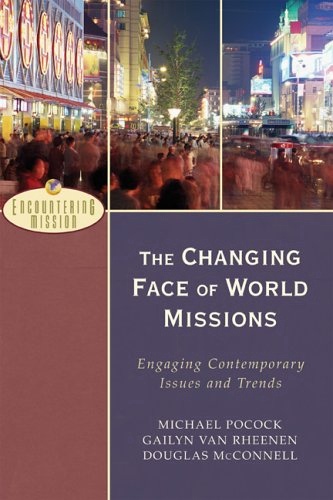 ENCOUNTERING
MISSION
THE CHANGING
FACE OF WORLD
MISSIONS
Engaging Contemporary
Issues and Trends
MICHAEL POCOCK
GAILYN VAN RHEENEN
DOUGLAS MCCONNELL